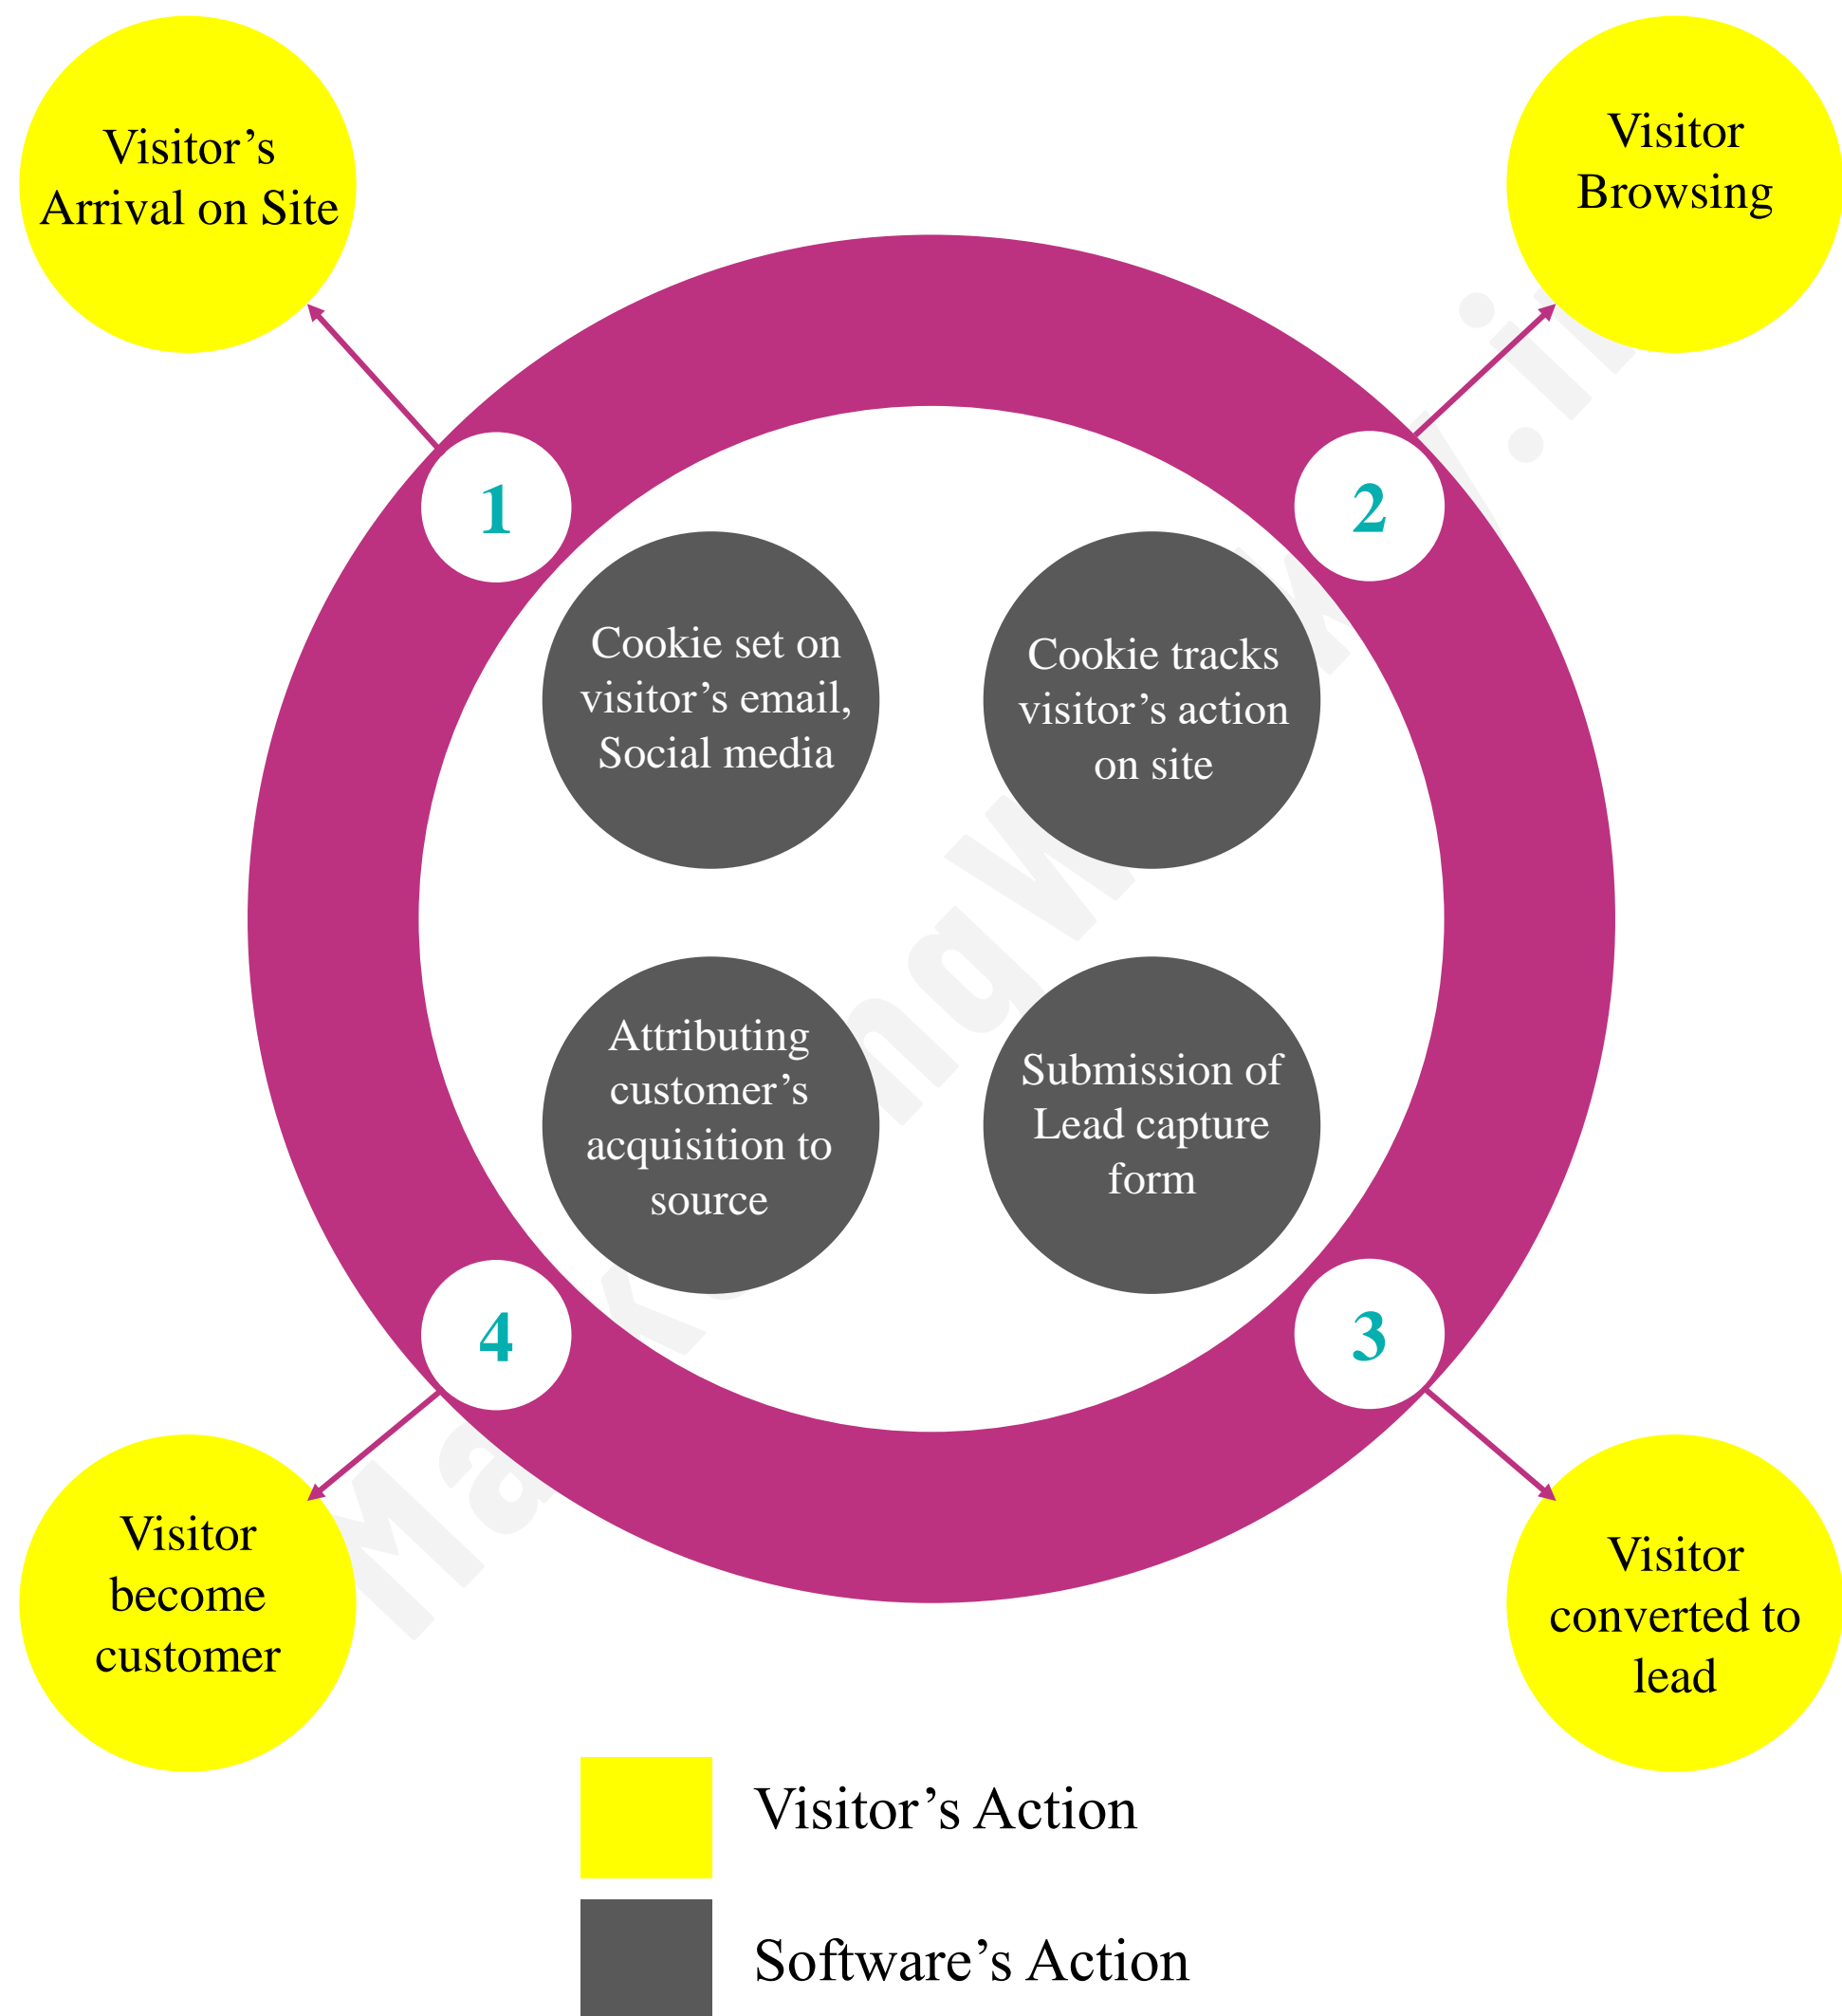 Visitor’s
Arrival on Site
Visitor
Browsing
1
2
Cookie set on
visitor’s email,
Social media
Cookie tracks
visitor’s action
on site
Attributing
customer’s
acquisition to
source
Submission of
Lead capture
form
4
3
Visitor
become
customer
Visitor
converted to
lead
Visitor’s Action
Software’s Action